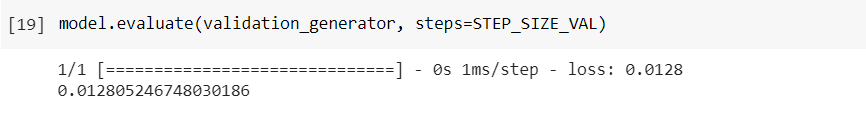 [19] model.evaluate(validation_generator, steps=STEP_SIZE_VAL)
1/1 [==============================] - 0s 1ms/step - loss: 0.0128
0.012805246748030186